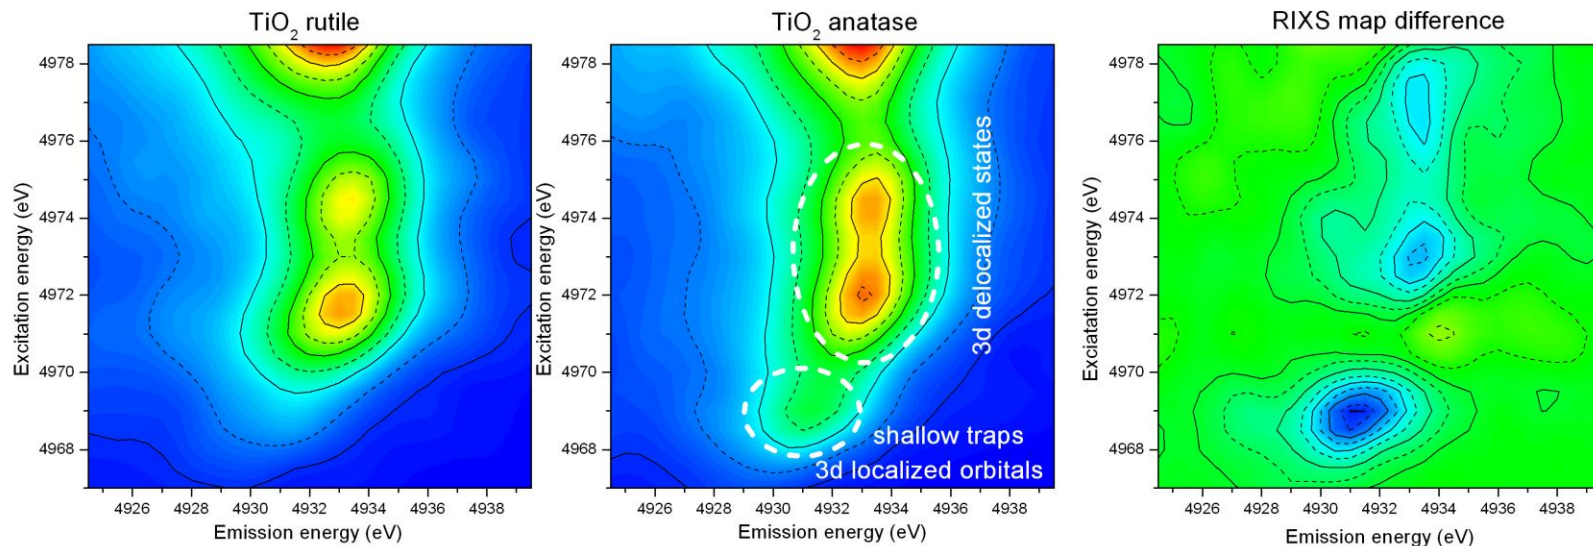 TiO2 rutile
Excitation energy (eV)
4978
4976
4974
4972
4970
4968
4926 4928 4930 4932 4934 4936 4938
Emission energy (eV)
TiO2 anatase
Excitation energy (eV)
4978
4976
4974
4972
4970
4968
3d delocalized states
shallow traps
3d localized orbitals
4926 4928 4930 4932 4934 4936 4938
Emission energy (eV)
RIXS map difference
Exciatation energy (eV)
4978
4976
4974
4972
4970
4968
4926 4928 4930 4932 4934 4936 4938
Emission energy (eV)